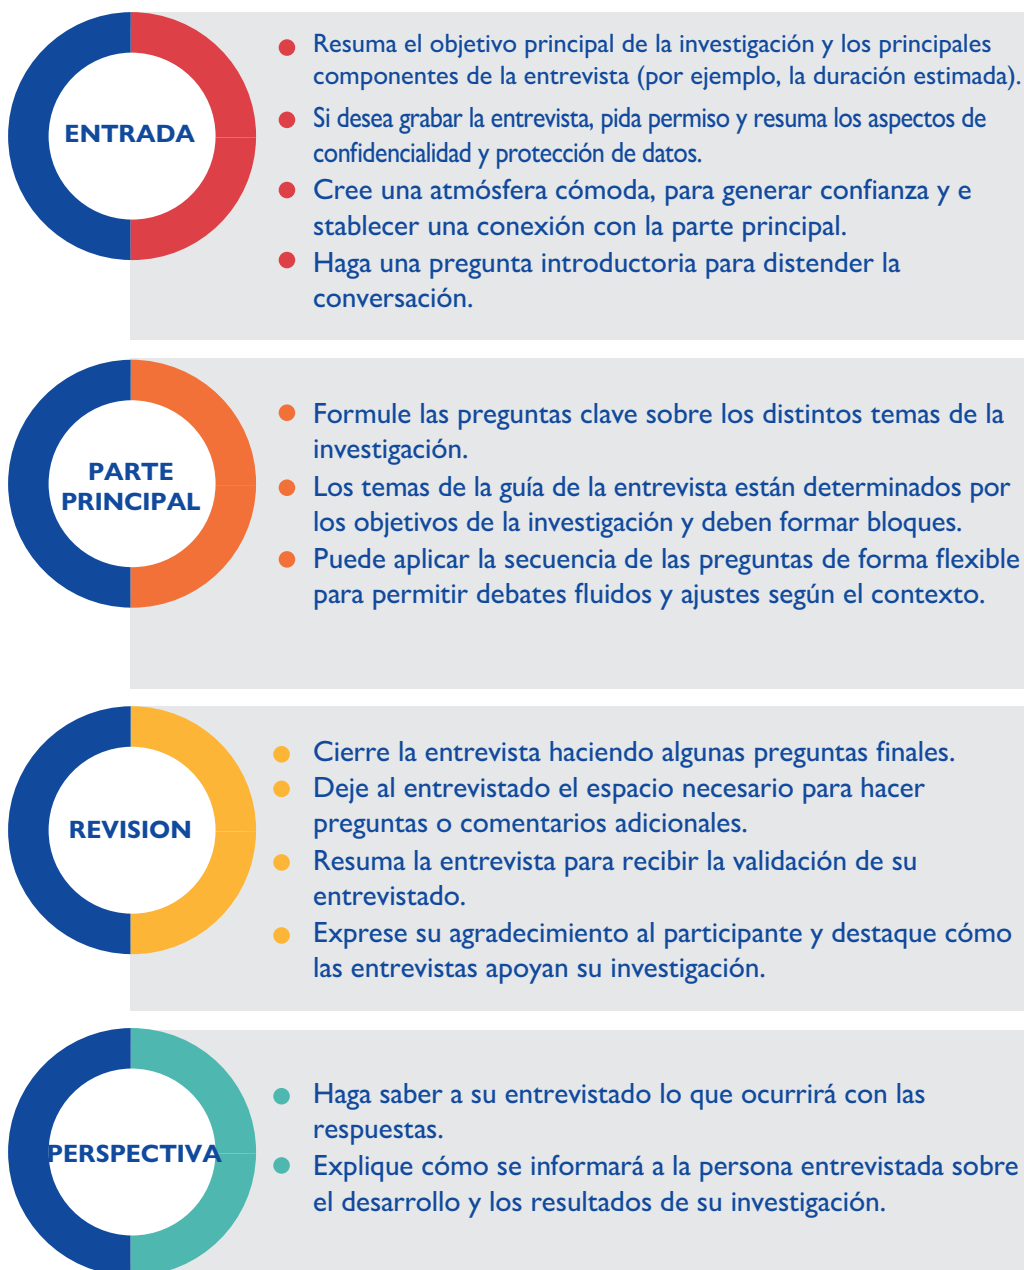 ENTRADA
Resuma el objetivo principal de la investigación y los principales
componentes de la entrevista (por ejemplo, la duración estimada).
Si desea grabar la entrevista, pida permiso y resuma los aspectos de
confidencialidad y protección de datos.
Cree una atmósfera cómoda, para generar confianza y e
stablecer una conexión con la parte principal.
Haga una pregunta introductoria para distender la
conversación.
PARTE
PRINCIPAL
Formule las preguntas clave sobre los distintos temas de la
investigación.
Los temas de la guía de la entrevista están determinados por
los objetivos de la investigación y deben formar bloques.
Puede aplicar la secuencia de las preguntas de forma flexible
para permitir debates fluidos y ajustes según el contexto.
REVISION
Cierre la entrevista haciendo algunas preguntas finales.
Deje al entrevistado el espacio necesario para hacer
preguntas o comentarios adicionales.
Resuma la entrevista para recibir la validación de su
entrevistado.
Exprese su agradecimiento al participante y destaque cómo
las entrevistas apoyan su investigación.
PERSPECTIVA
Haga saber a su entrevistado lo que ocurrirá con las
respuestas.
Explique cómo se informará a la persona entrevistada sobre
el desarrollo y los resultados de su investigación.